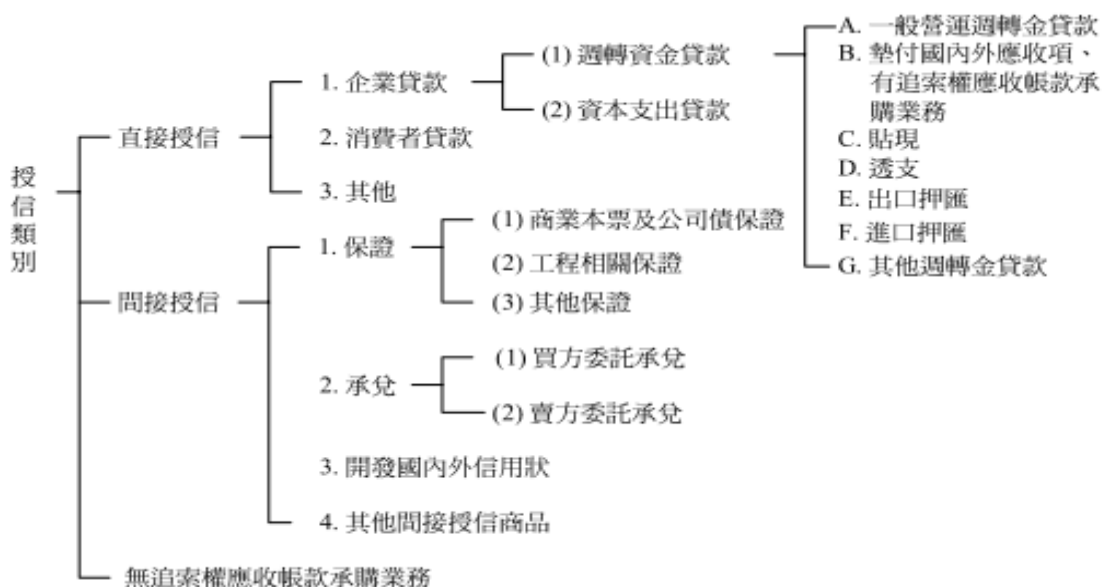 授信類別
直接授信
1. 企業貸款
(1) 週轉資金貸款
A. 一般營運週轉金貸款
B. 墊付國內外應收項、
有追索權應收帳款承
購業務
C. 貼現
D. 透支
E. 出口押匯
F. 進口押匯
G. 其他週轉金貸款
(2) 資本支出貸款
2. 消費者貸款
3. 其他
間接授信
1. 保證
(1) 商業本票及公司債保證
(2) 工程相關保證
(3) 其他保證
2. 承兌
(1) 買方委託承兌
(2) 賣方委託承兌
3. 開發國內外信用狀
4. 其他間接授信商品
無追索權應收帳款承購業務